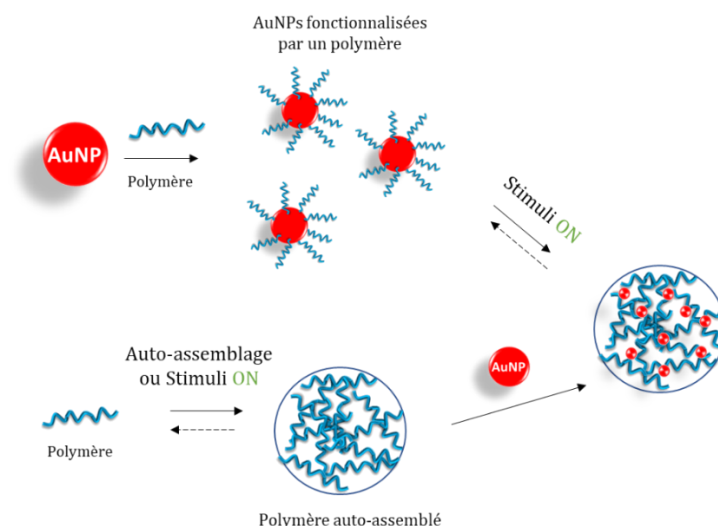 AuNPs fonctionnalisées
par un polymère
AuNP
Polymère
Stimuli ON
Auto-assemblage
ou Stimuli ON
AuNP
Polymère
Polymère auto-assemblé